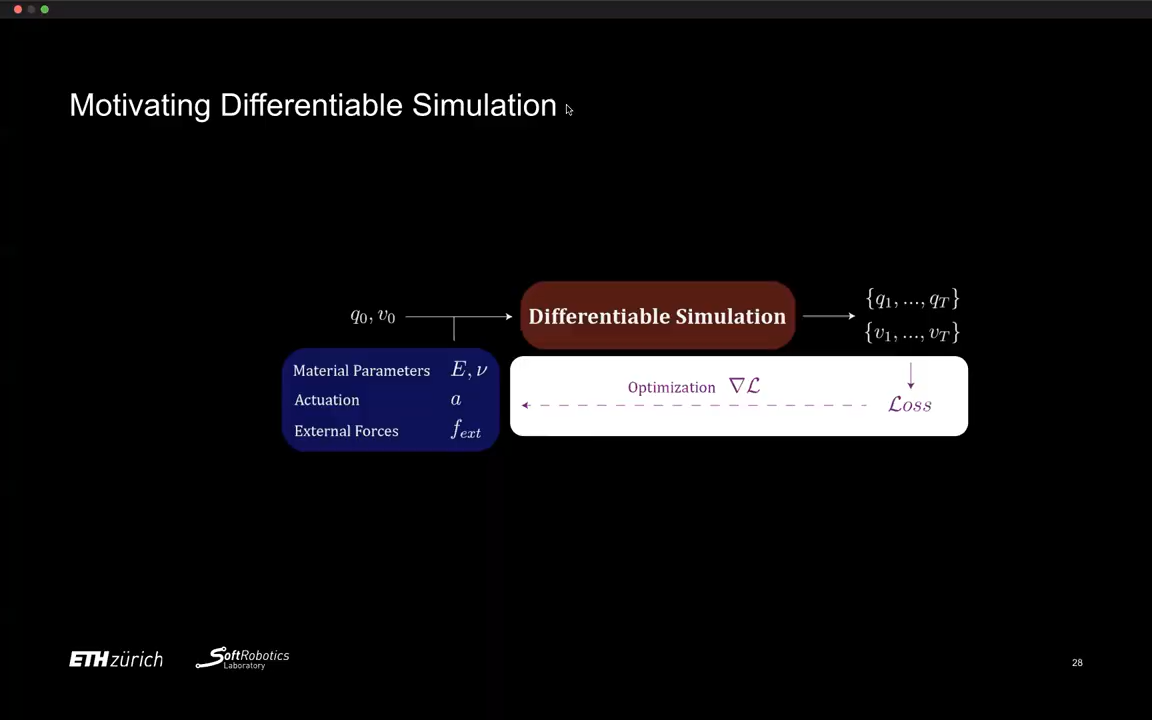 Motivating Differentiable Simulation
q₀, v₀
Differentiable Simulation
{q₁, ..., q_T}
{v₁, ..., v_T}
Material Parameters E, ν
Actuation a
External Forces f_ext
Optimization ∇ℒ
ℒoss
ETH zürich
SoftRobotics
Laboratory
28